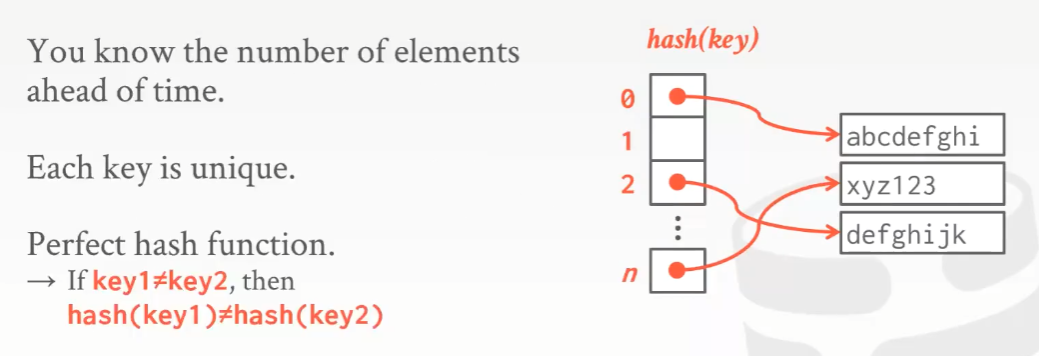 You know the number of elements
ahead of time.
Each key is unique.
Perfect hash function.
→ If key1≠key2, then
hash(key1)≠hash(key2)
hash(key)
0
1
2
⋮
n
abcdefghi
xyz123
defghijk